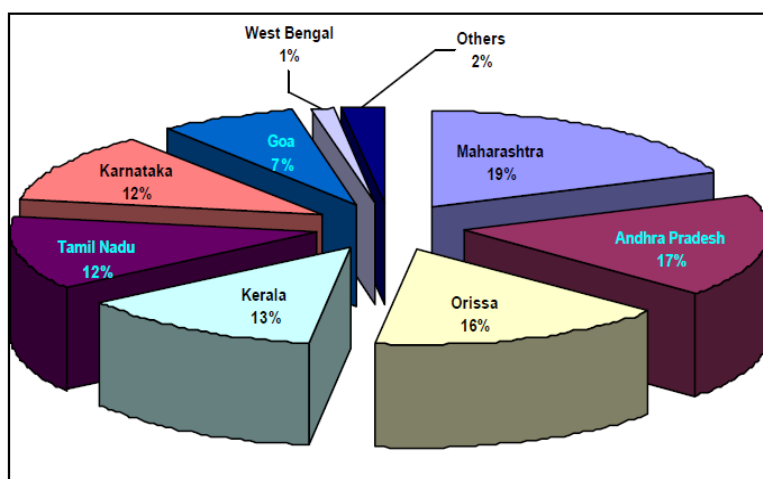 West Bengal
1%
Others
2%
Maharashtra
19%
Andhra Pradesh
17%
Orissa
16%
Kerala
13%
Tamil Nadu
12%
Karnataka
12%
Goa
7%